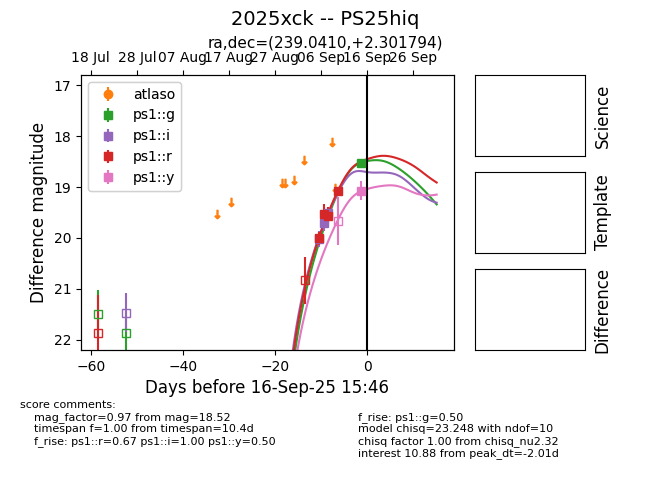 2025xck -- PS25hiq
ra,dec=(239.0410,+2.301794)
18 Jul 28 Jul 07 Aug 17 Aug 27 Aug 06 Sep 16 Sep 26 Sep
17
18
19
20
21
22
Difference magnitude
atlaso
ps1::g
ps1::i
ps1::r
ps1::y
−60 −40 −20 0
Days before 16-Sep-25 15:46
Science
Template
Difference
score comments:
mag_factor=0.97 from mag=18.52
timespan f=1.00 from timespan=10.4d
f_rise: ps1::r=0.67 ps1::i=1.00 ps1::y=0.50
f_rise: ps1::g=0.50
model chisq=23.248 with ndof=10
chisq factor 1.00 from chisq_nu2.32
interest 10.88 from peak_dt=-2.01d